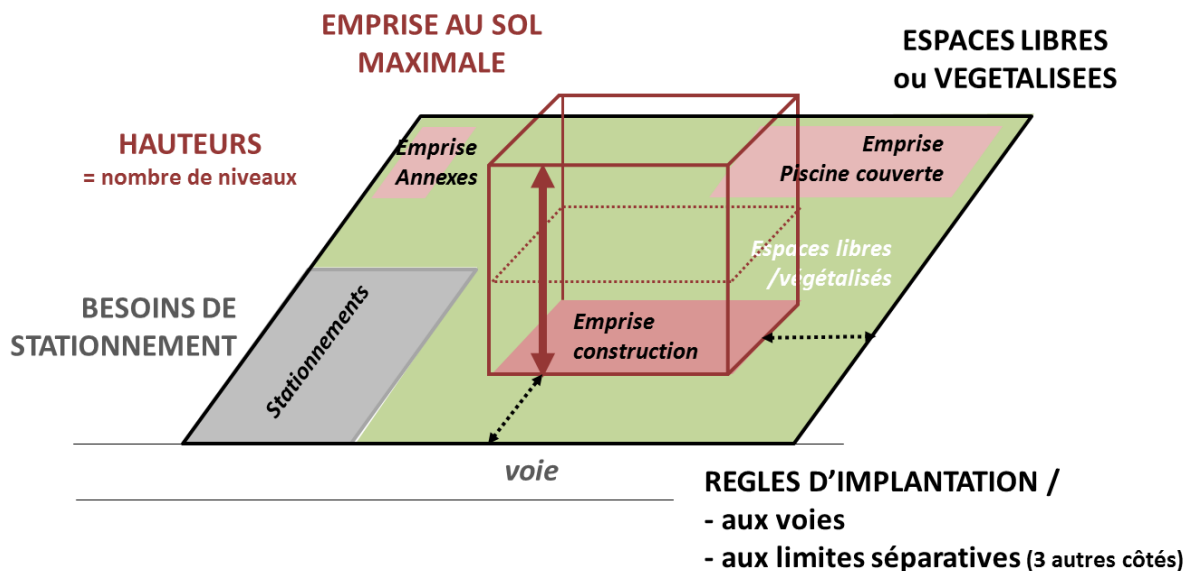 EMPRISE AU SOL
MAXIMALE
ESPACES LIBRES
ou VEGETALISEES
HAUTEURS
= nombre de niveaux
Emprise
Annexes
Emprise
Piscine couverte
Espaces libres
/végétalisés
BESOINS DE
STATIONNEMENT
Stationnements
Emprise
construction
voie
REGLES D’IMPLANTATION /
- aux voies
- aux limites séparatives (3 autres côtés)